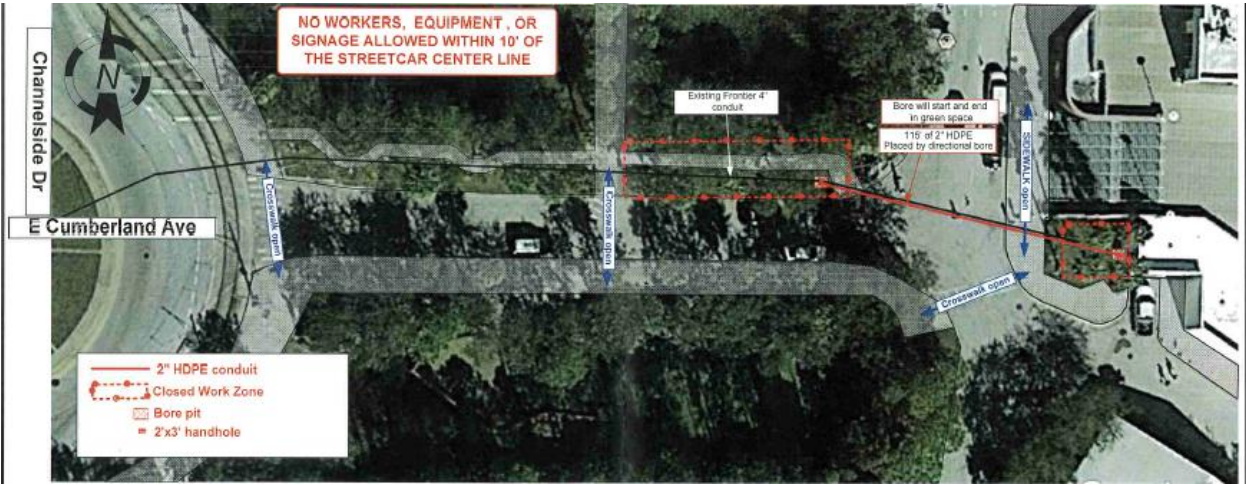 NO WORKERS, EQUIPMENT , OR
SIGNAGE ALLOWED WITHIN 10' OF
THE STREETCAR CENTER LINE
Channelside Dr
N
Existing Frontier 4"
conduit
Bore will start and end
in green space
115' of 2" HDPE
Placed by directional bore
SIDEWALK open
Crosswalk open
Crosswalk open
E Cumberland Ave
Crosswalk open
2" HDPE conduit
Closed Work Zone
Bore pit
2'x3' handhole